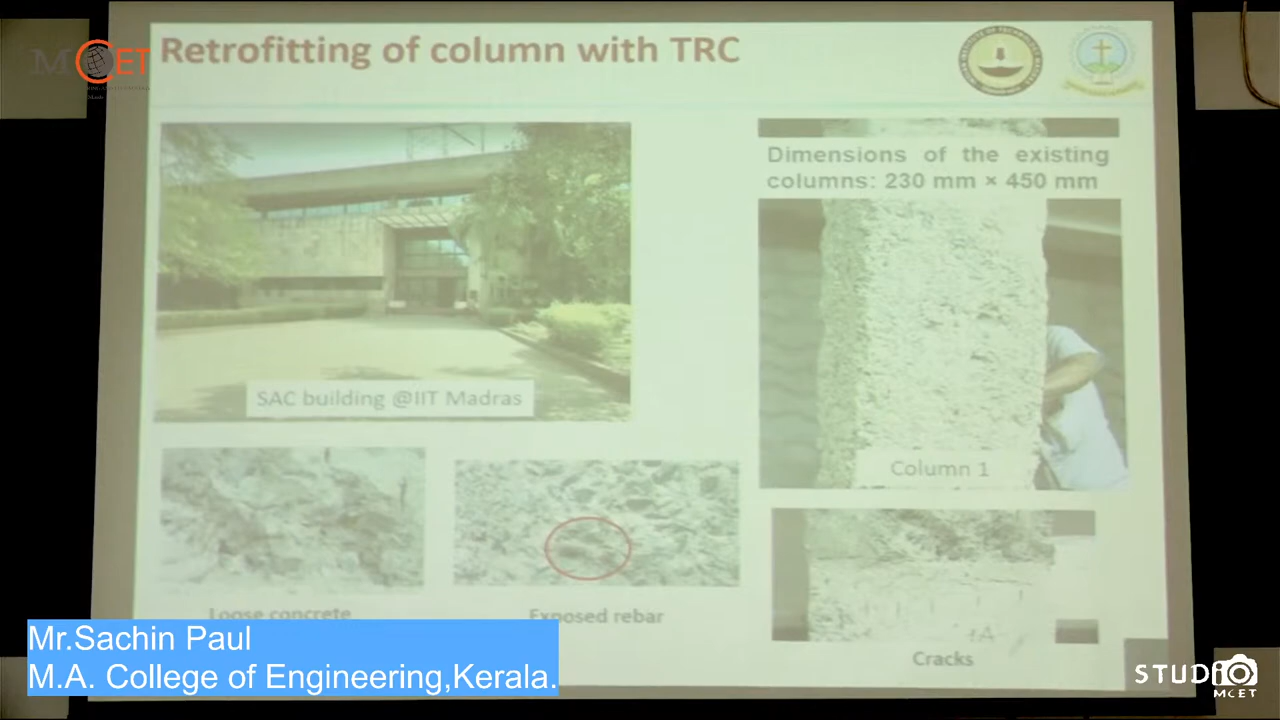 MCET
Retrofitting of column with TRC
Dimensions of the existing
columns: 230 mm × 450 mm
SAC building @IIT Madras
Column 1
Loose concrete
Exposed rebar
Cracks
Mr.Sachin Paul
M.A. College of Engineering,Kerala.
STUDIO
MCET